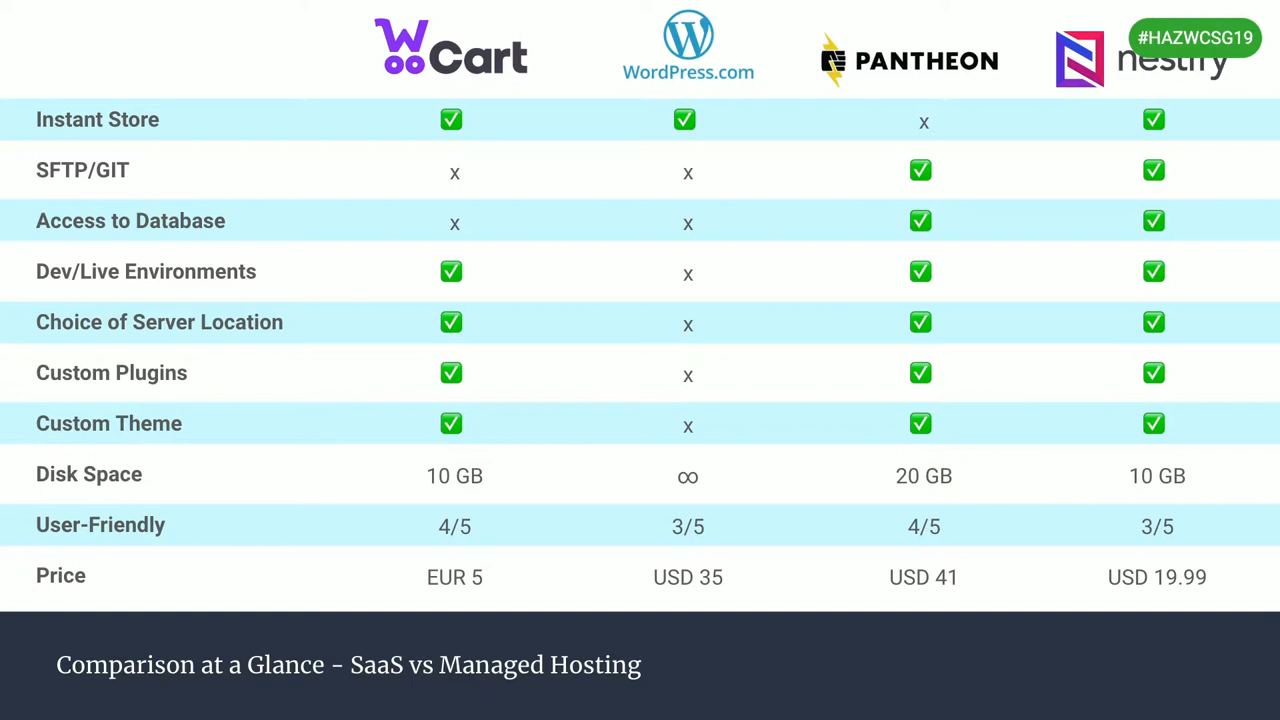 WCart
WordPress.com
PANTHEON
nestify
#HAZWCSG19
Instant Store ✅ ✅ x ✅
SFTP/GIT x x ✅ ✅
Access to Database x x ✅ ✅
Dev/Live Environments ✅ x ✅ ✅
Choice of Server Location ✅ x ✅ ✅
Custom Plugins ✅ x ✅ ✅
Custom Theme ✅ x ✅ ✅
Disk Space 10 GB ∞ 20 GB 10 GB
User-Friendly 4/5 3/5 4/5 3/5
Price EUR 5 USD 35 USD 41 USD 19.99
Comparison at a Glance - SaaS vs Managed Hosting